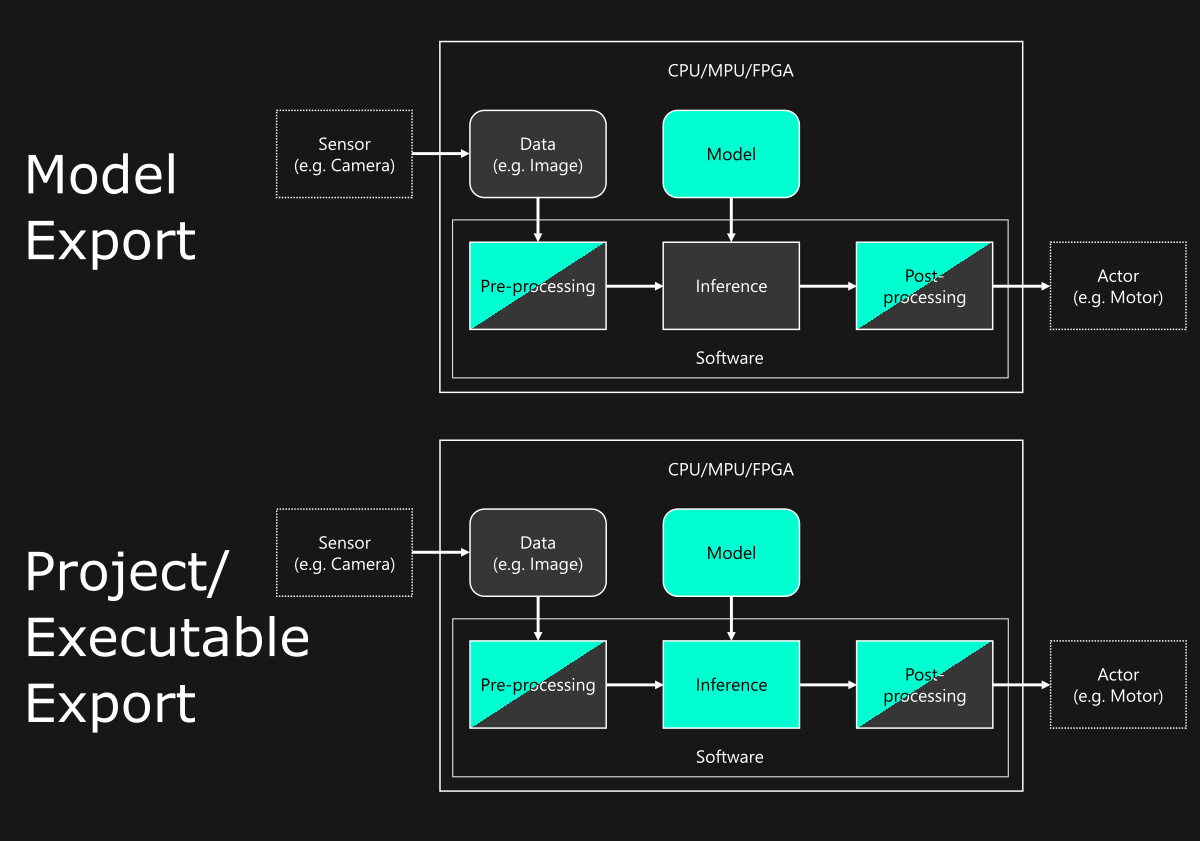 Model
Export
CPU/MPU/FPGA
Sensor
(e.g. Camera)
Data
(e.g. Image)
Model
Pre-processing
Inference
Post-
processing
Actor
(e.g. Motor)
Software
Project/
Executable
Export
CPU/MPU/FPGA
Sensor
(e.g. Camera)
Data
(e.g. Image)
Model
Pre-processing
Inference
Post-
processing
Actor
(e.g. Motor)
Software